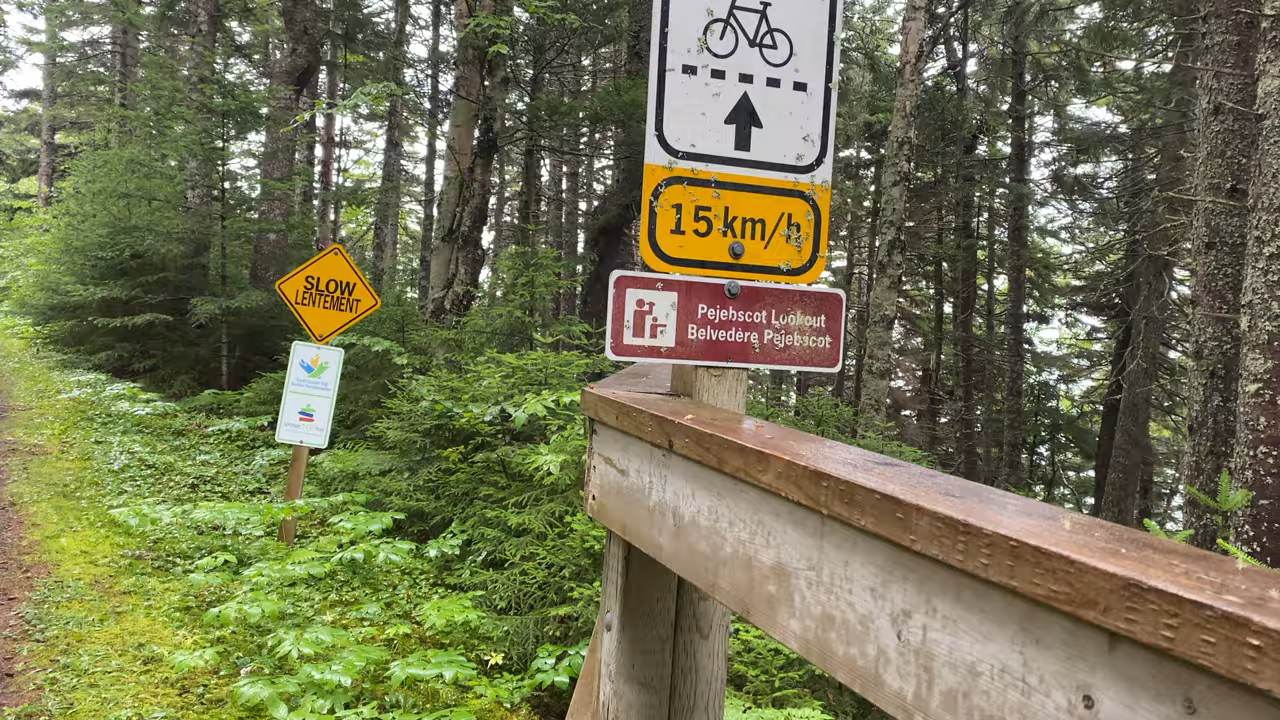 SLOW
LENTEMENT
15 km/h
Pejebscot Lookout
Belvedère Pejebscot